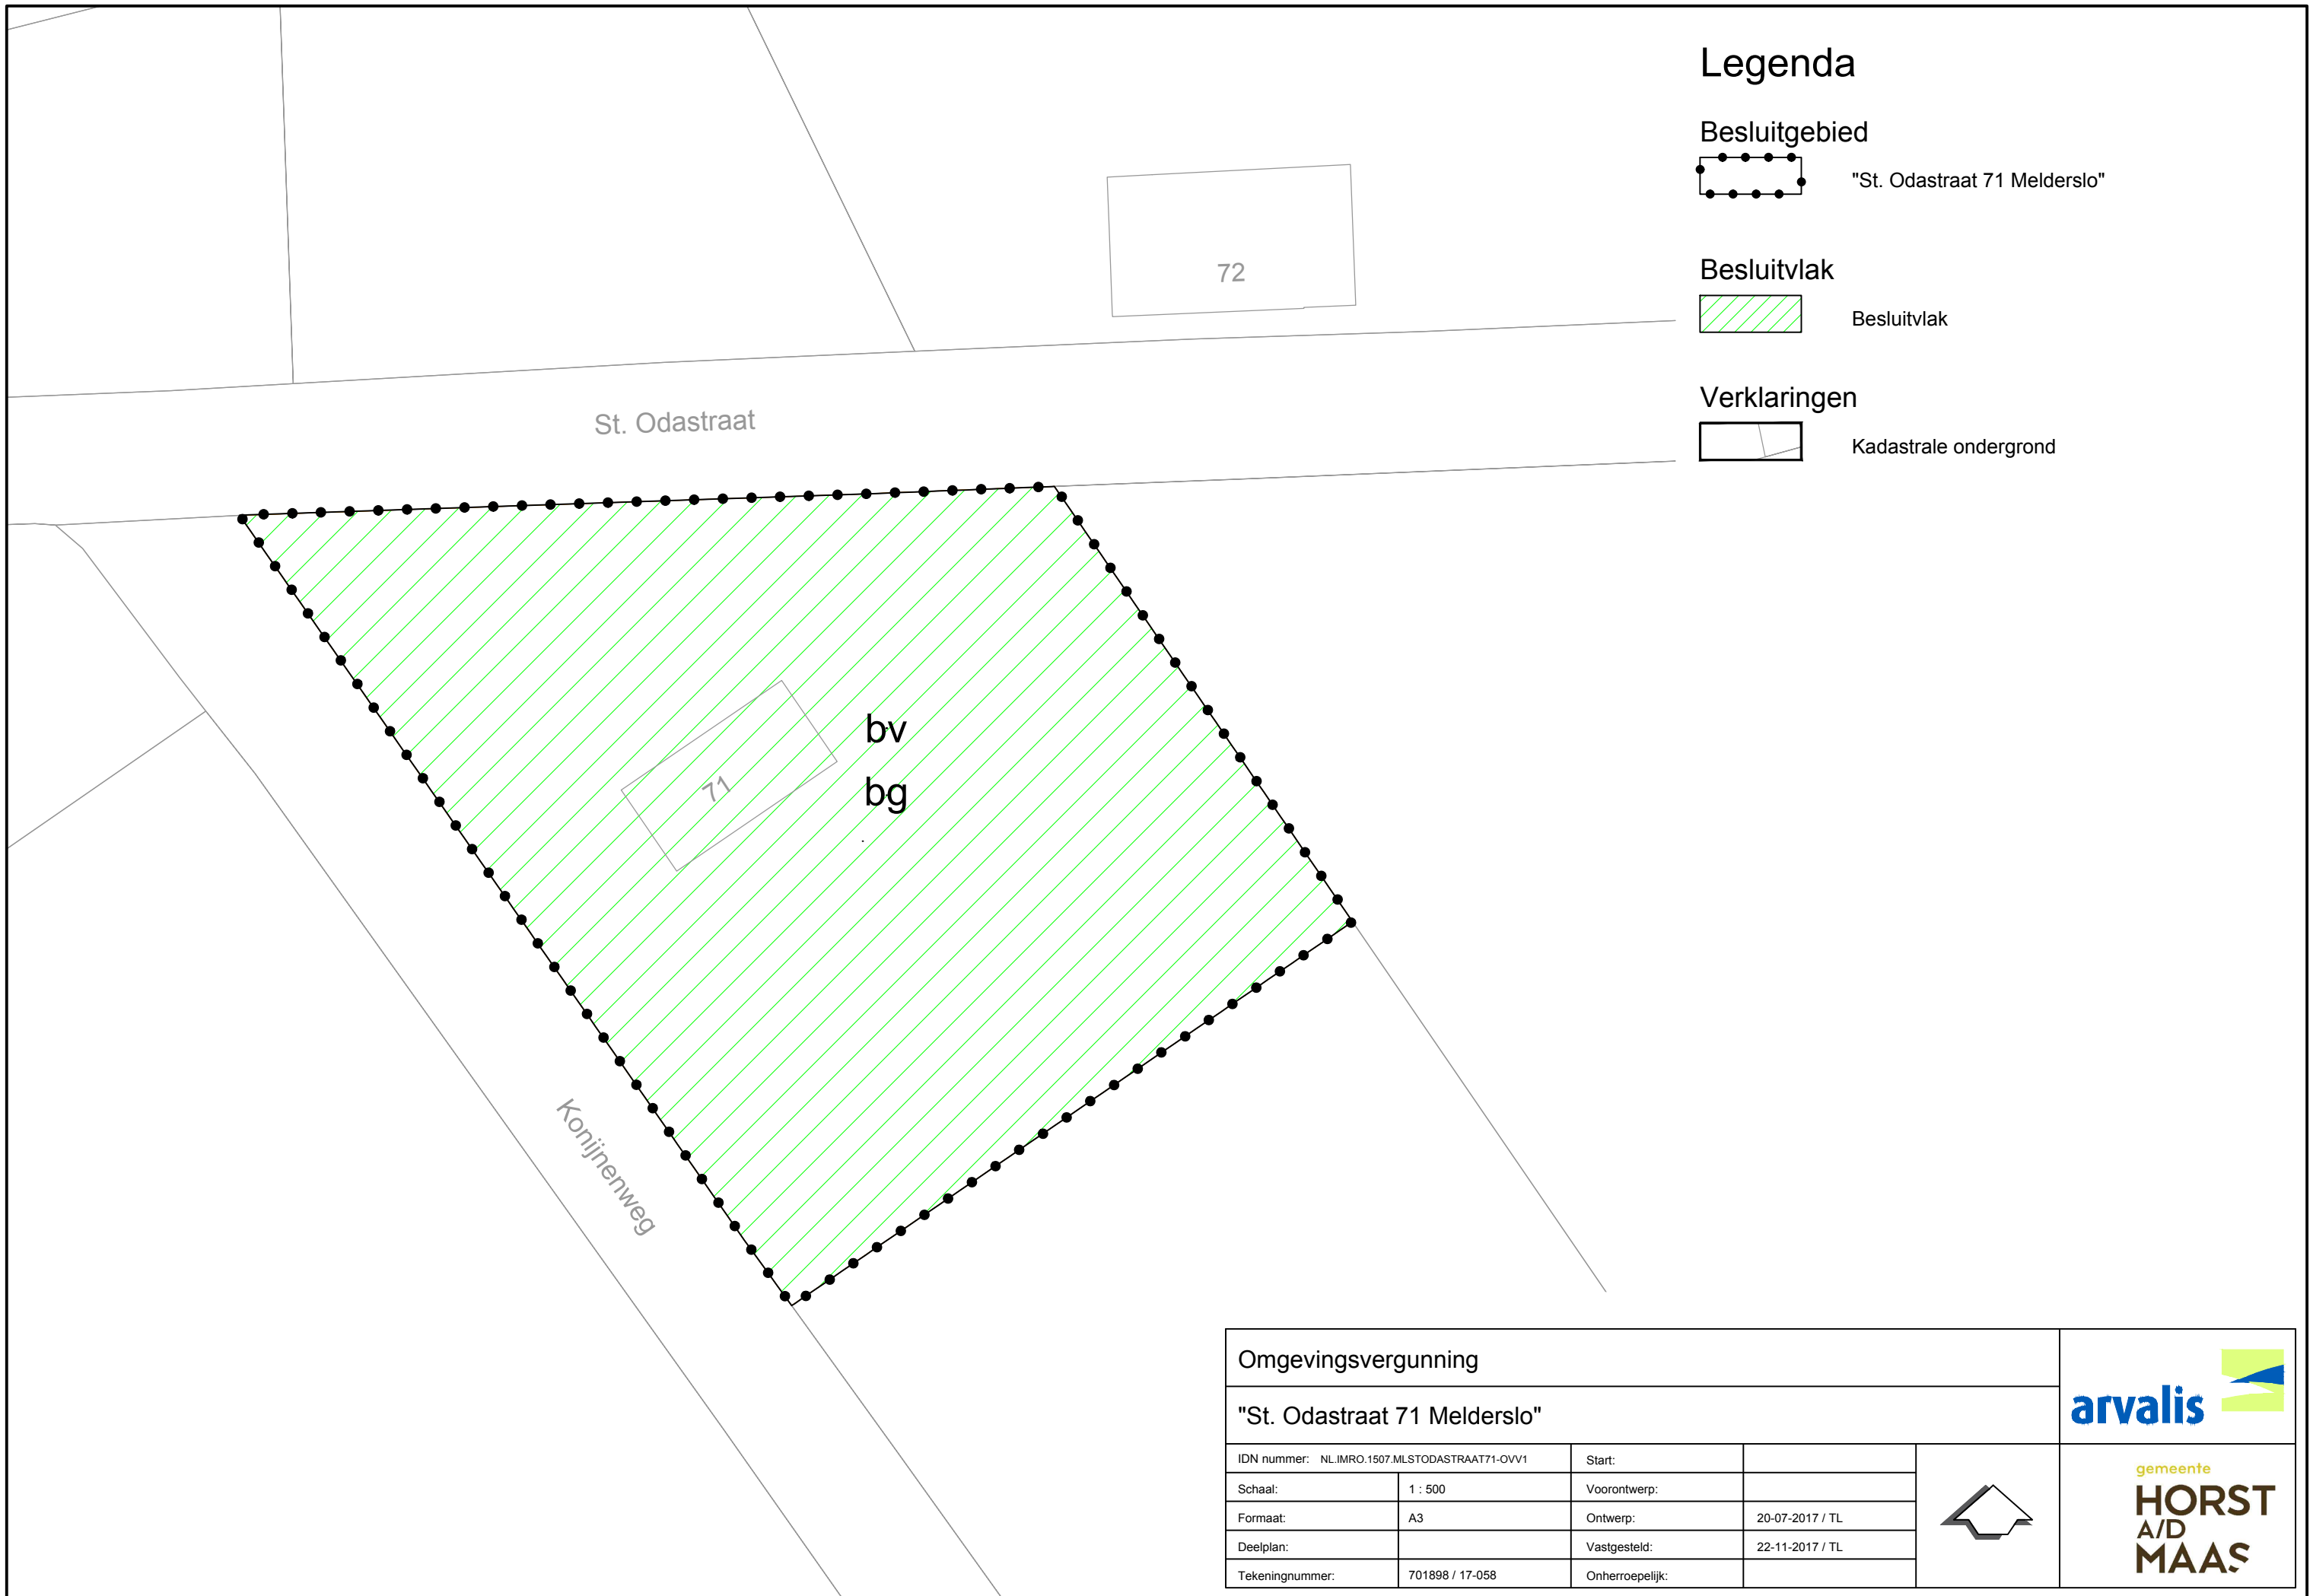 Legenda
Besluitgebied
"St. Odastraat 71 Melderslo"
Besluitvlak
Besluitvlak
Verklaringen
Kadastrale ondergrond
72
St. Odastraat
bv
71
bg
Konijnenweg
Omgevingsvergunning
"St. Odastraat 71 Melderslo"
IDN nummer: NL.IMRO.1507.MLSTODASTRAAT71-OVV1 Start:
Schaal: 1 : 500 Voorontwerp:
Formaat: A3 Ontwerp: 20-07-2017 / TL
Deelplan: Vastgesteld: 22-11-2017 / TL
Tekeningnummer: 701898 / 17-058 Onherroepelijk:
arvalis
gemeente
HORST
A/D
MAAS